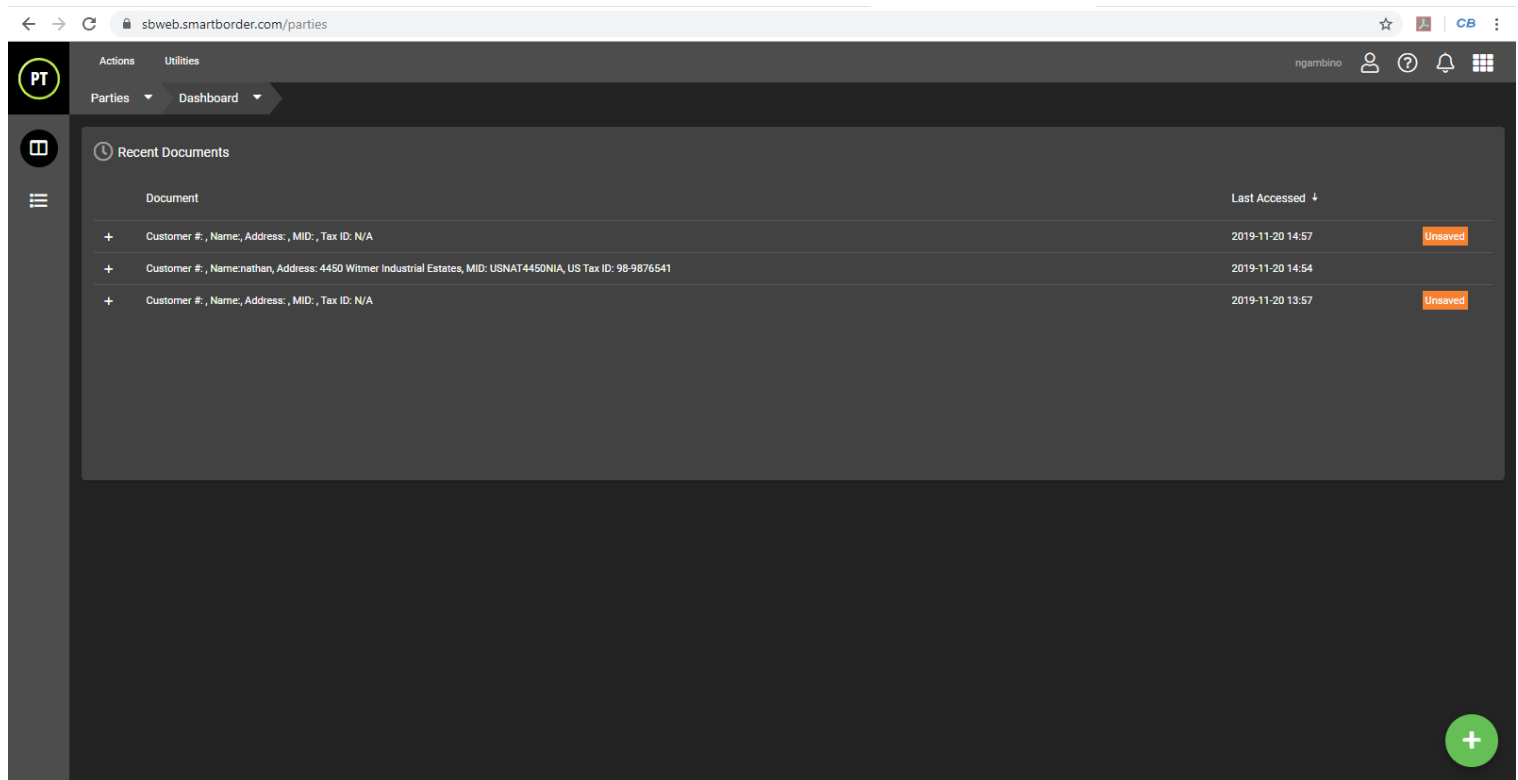 sbweb.smartborder.com/parties
CB
PT
Actions Utilities
ngambino
Parties Dashboard
Recent Documents
Document Last Accessed
Customer #: , Name:, Address: , MID: , Tax ID: N/A 2019-11-20 14:57 Unsaved
Customer #: , Name:nathan, Address: 4450 Witmer Industrial Estates, MID: USNAT4450NIA, US Tax ID: 98-9876541 2019-11-20 14:54
Customer #: , Name:, Address: , MID: , Tax ID: N/A 2019-11-20 13:57 Unsaved